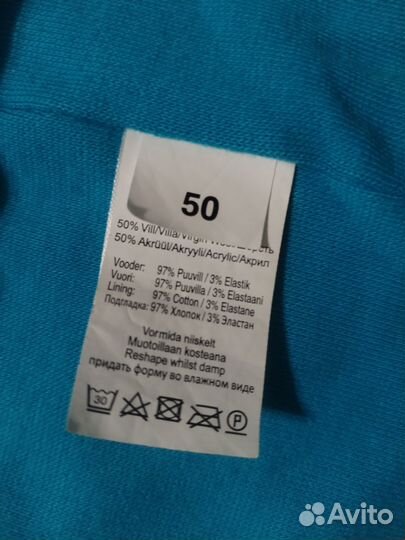 50
50% Vill/Villa/Virgin Wool/Шерсть
50% Akrüül/Akryyli/Acrylic/Акрил
Vooder: 97% Puuvill / 3% Elastik
Vuori: 97% Puuvilla / 3% Elastaani
Lining: 97% Cotton / 3% Elastane
Подгладка: 97% Хлопок / 3% Эластан
Vormida niiskelt
Muotoillaan kosteana
Reshape whilst damp
придать форму во влажном виде
30
P
Avito